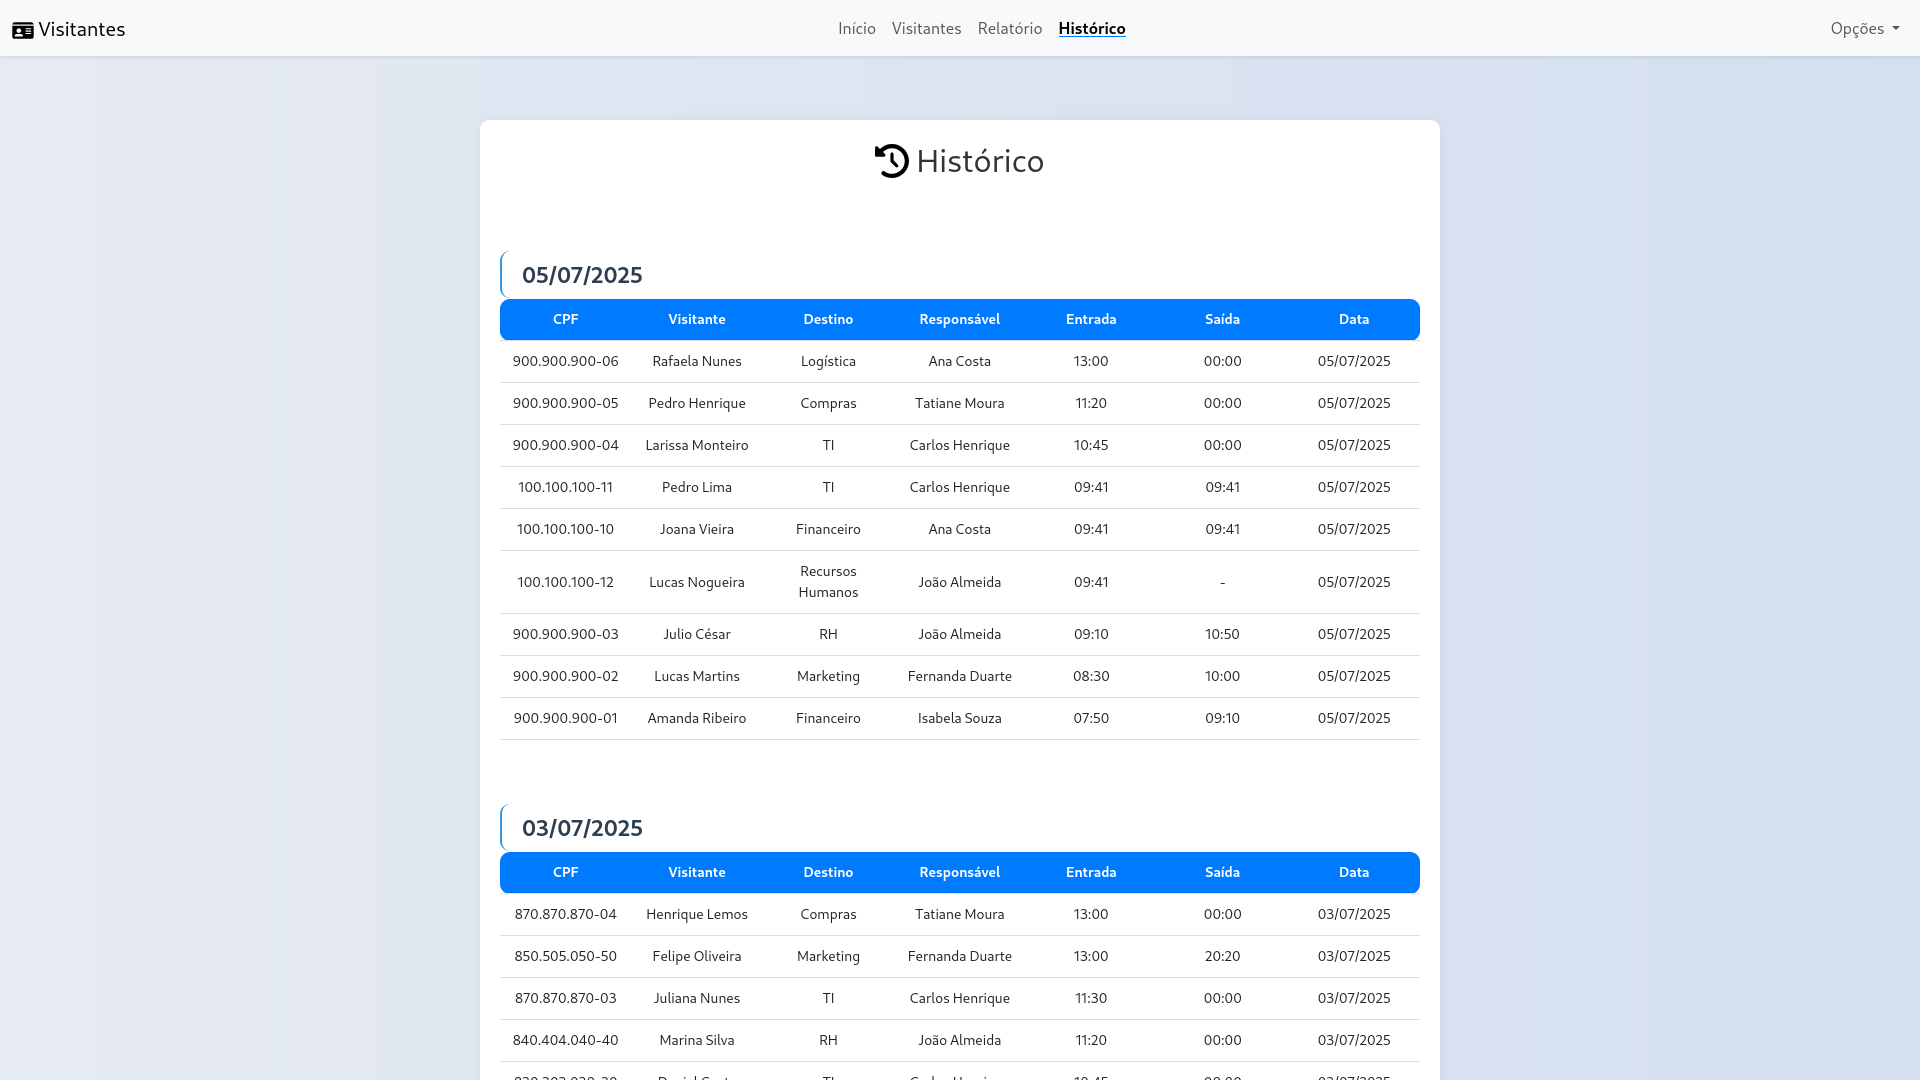 Visitantes
Início Visitantes Relatório Histórico
Opções
Histórico
05/07/2025
CPF Visitante Destino Responsável Entrada Saída Data
900.900.900-06 Rafaela Nunes Logística Ana Costa 13:00 00:00 05/07/2025
900.900.900-05 Pedro Henrique Compras Tatiane Moura 11:20 00:00 05/07/2025
900.900.900-04 Larissa Monteiro TI Carlos Henrique 10:45 00:00 05/07/2025
100.100.100-11 Pedro Lima TI Carlos Henrique 09:41 09:41 05/07/2025
100.100.100-10 Joana Vieira Financeiro Ana Costa 09:41 09:41 05/07/2025
100.100.100-12 Lucas Nogueira Recursos Humanos João Almeida 09:41 - 05/07/2025
900.900.900-03 Julio César RH João Almeida 09:10 10:50 05/07/2025
900.900.900-02 Lucas Martins Marketing Fernanda Duarte 08:30 10:00 05/07/2025
900.900.900-01 Amanda Ribeiro Financeiro Isabela Souza 07:50 09:10 05/07/2025
03/07/2025
CPF Visitante Destino Responsável Entrada Saída Data
870.870.870-04 Henrique Lemos Compras Tatiane Moura 13:00 00:00 03/07/2025
850.505.050-50 Felipe Oliveira Marketing Fernanda Duarte 13:00 20:20 03/07/2025
870.870.870-03 Juliana Nunes TI Carlos Henrique 11:30 00:00 03/07/2025
840.404.040-40 Marina Silva RH João Almeida 11:20 00:00 03/07/2025